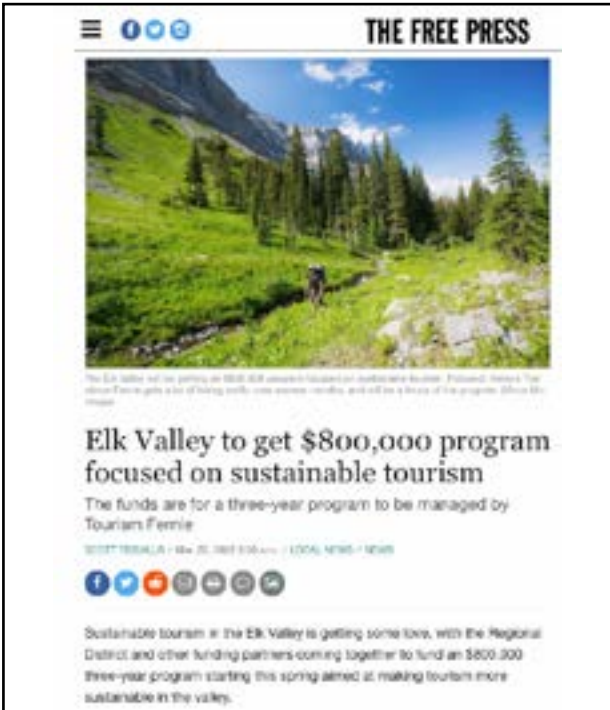 THE FREE PRESS
Elk Valley to get $800,000 program
focused on sustainable tourism
The funds are for a three-year program to be managed by
Tourism Fernie
LOCAL NEWS / NEWS
Sustainable tourism in the Elk Valley is getting some love, with the Regional
District and other funding partners coming together to fund an $800,000
three-year program starting this spring aimed at making tourism more
sustainable in the valley.